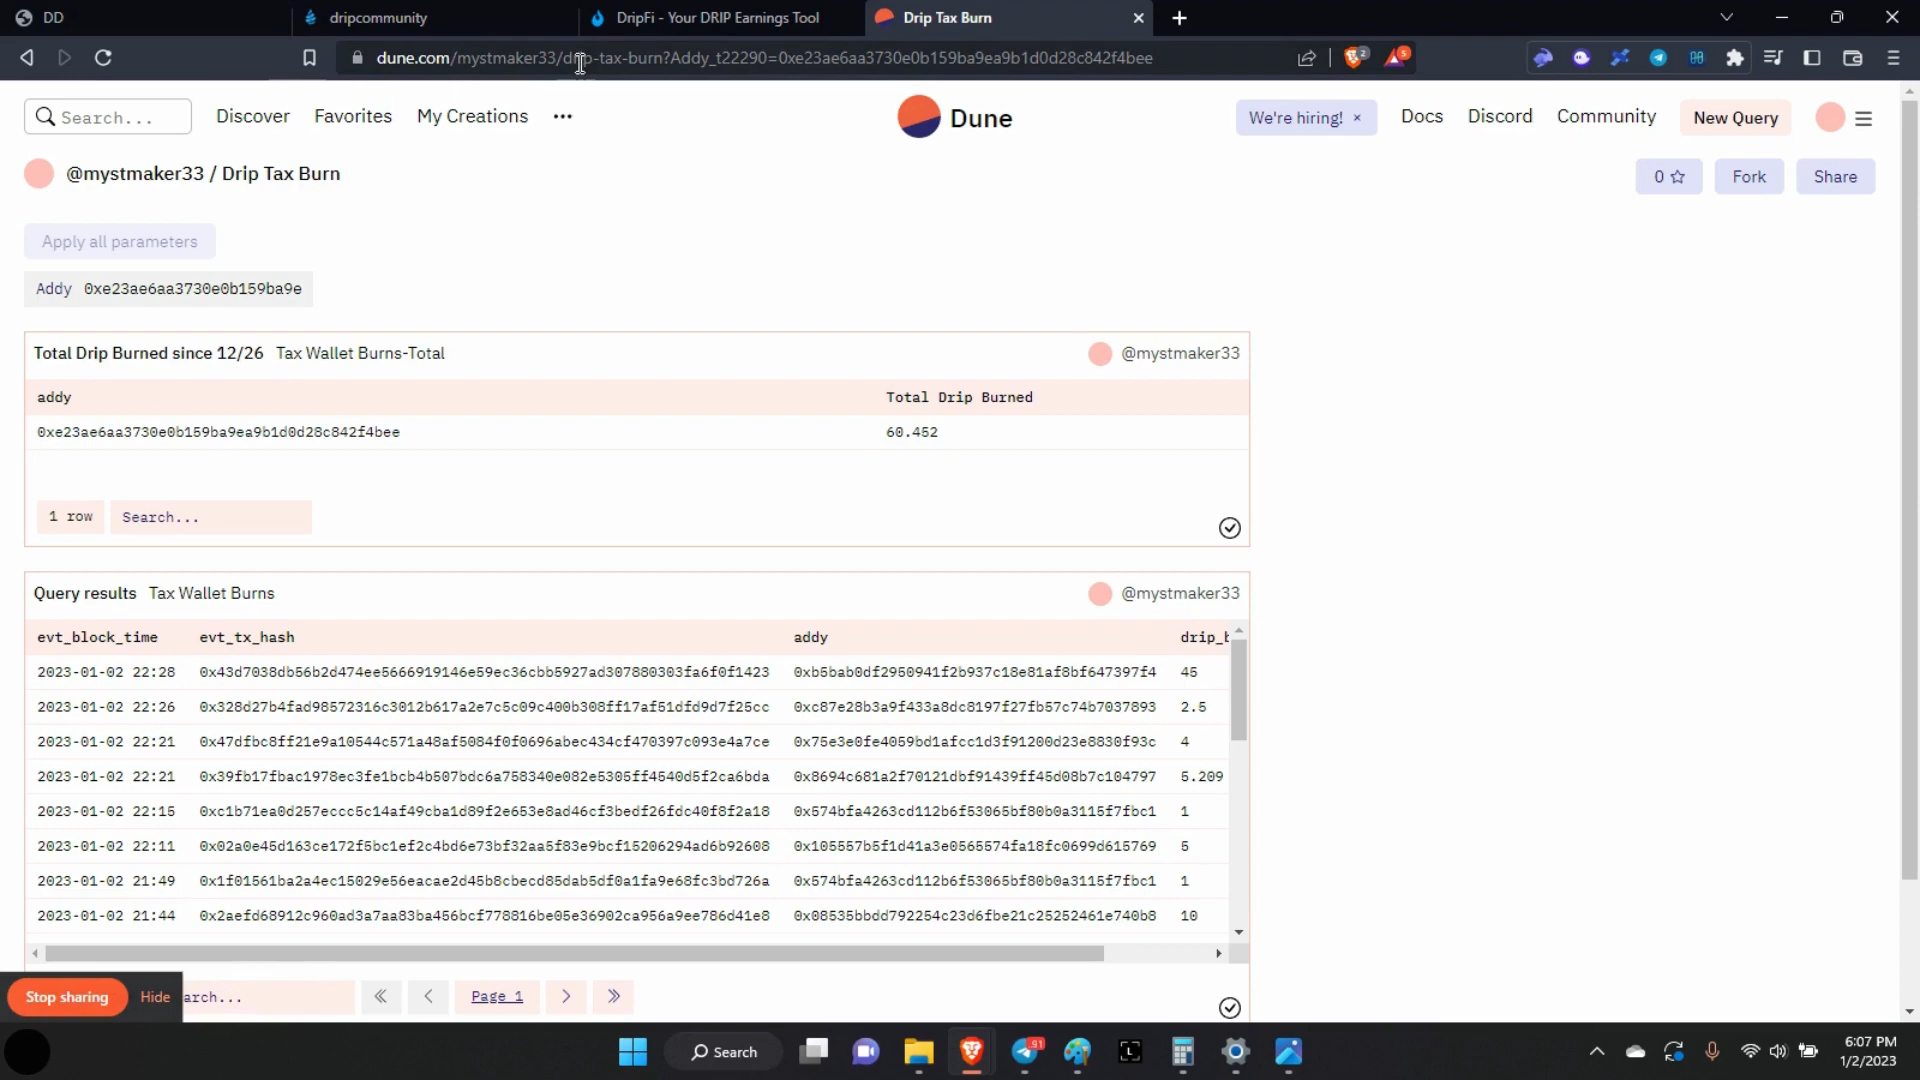 DD
dripcommunity
DripFi - Your DRIP Earnings Tool
Drip Tax Burn
dune.com/mystmaker33/drip-tax-burn?Addy_t22290=0xe23ae6aa3730e0b159ba9ea9b1d0d28c842f4bee
2
5
Search...
Discover
Favorites
My Creations
Dune
We're hiring! ×
Docs
Discord
Community
New Query
@mystmaker33 / Drip Tax Burn
0
Fork
Share
Apply all parameters
Addy 0xe23ae6aa3730e0b159ba9e
Total Drip Burned since 12/26 Tax Wallet Burns-Total @mystmaker33
addy Total Drip Burned
0xe23ae6aa3730e0b159ba9ea9b1d0d28c842f4bee 60.452
1 row Search...
Query results Tax Wallet Burns @mystmaker33
evt_block_time evt_tx_hash addy drip_b
2023-01-02 22:28 0x43d7038db56b2d474ee5666919146e59ec36cbb5927ad307880303fa6f0f1423 0xb5bab0df2950941f2b937c18e81af8bf647397f4 45
2023-01-02 22:26 0x328d27b4fad98572316c3012b617a2e7c5c09c400b308ff17af51dfd9d7f25cc 0xc87e28b3a9f433a8dc8197f27fb57c74b7037893 2.5
2023-01-02 22:21 0x47dfbc8ff21e9a10544c571a48af5084f0f0696abec434cf470397c093e4a7ce 0x75e3e0fe4059bd1afcc1d3f91200d23e8830f93c 4
2023-01-02 22:21 0x39fb17fbac1978ec3fe1bcb4b507bdc6a758340e082e5305ff4540d5f2ca6bda 0x8694c681a2f70121dbf91439ff45d08b7c104797 5.209
2023-01-02 22:15 0xc1b71ea0d257eccc5c14af49cba1d89f2e653e8ad46cf3bedf26fdc40f8f2a18 0x574bfa4263cd112b6f53065bf80b0a3115f7fbc1 1
2023-01-02 22:11 0x02a0e45d163ce172f5bc1ef2c4bd6e73bf32aa5f83e9bcf15206294ad6b92608 0x105557b5f1d41a3e0565574fa18fc0699d615769 5
2023-01-02 21:49 0x1f01561ba2a4ec15029e56eacae2d45b8cbecd85dab5df0a1fa9e68fc3bd726a 0x574bfa4263cd112b6f53065bf80b0a3115f7fbc1 1
2023-01-02 21:44 0x2aefd68912c960ad3a7aa83ba456bcf778816be05e36902ca956a9ee786d41e8 0x08535bbdd792254c23d6fbe21c25252461e740b8 10
Stop sharing Hide arch... Page 1
Search
91
L
6:07 PM
1/2/2023